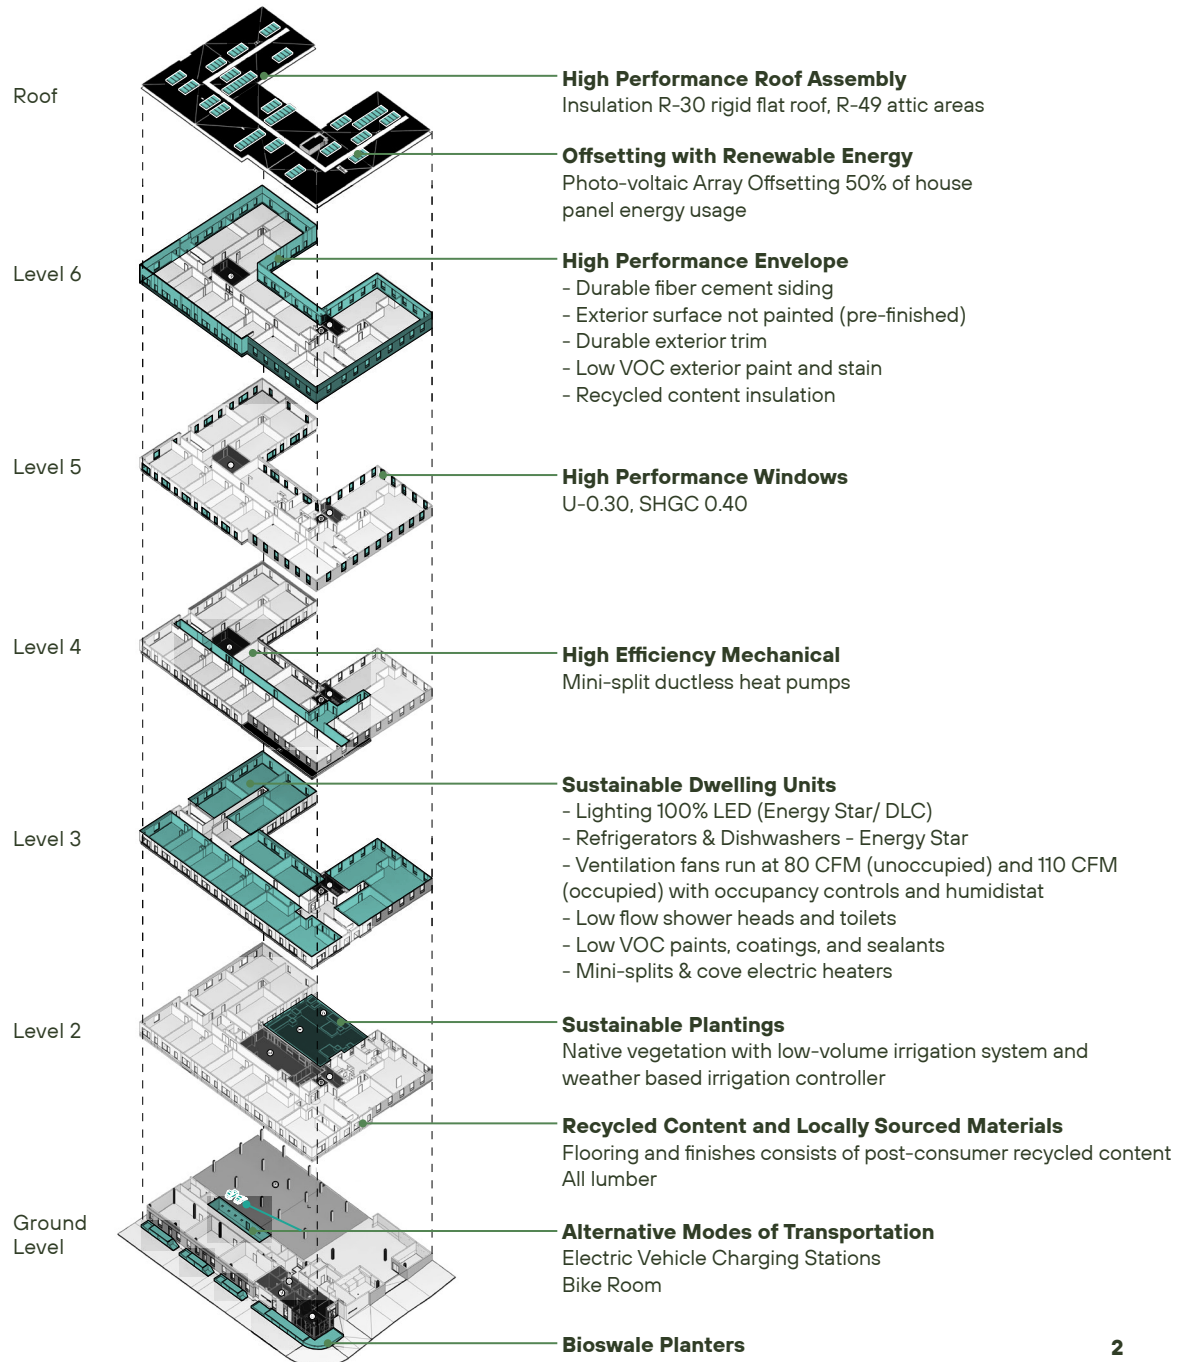 Roof
High Performance Roof Assembly
Insulation R-30 rigid flat roof, R-49 attic areas
Offsetting with Renewable Energy
Photo-voltaic Array Offsetting 50% of house
panel energy usage
Level 6
High Performance Envelope
- Durable fiber cement siding
- Exterior surface not painted (pre-finished)
- Durable exterior trim
- Low VOC exterior paint and stain
- Recycled content insulation
Level 5
High Performance Windows
U-0.30, SHGC 0.40
Level 4
High Efficiency Mechanical
Mini-split ductless heat pumps
Level 3
Sustainable Dwelling Units
- Lighting 100% LED (Energy Star/ DLC)
- Refrigerators & Dishwashers - Energy Star
- Ventilation fans run at 80 CFM (unoccupied) and 110 CFM
(occupied) with occupancy controls and humidistat
- Low flow shower heads and toilets
- Low VOC paints, coatings, and sealants
- Mini-splits & cove electric heaters
Level 2
Sustainable Plantings
Native vegetation with low-volume irrigation system and
weather based irrigation controller
Recycled Content and Locally Sourced Materials
Flooring and finishes consists of post-consumer recycled content
All lumber
Ground
Level
Alternative Modes of Transportation
Electric Vehicle Charging Stations
Bike Room
Bioswale Planters
2